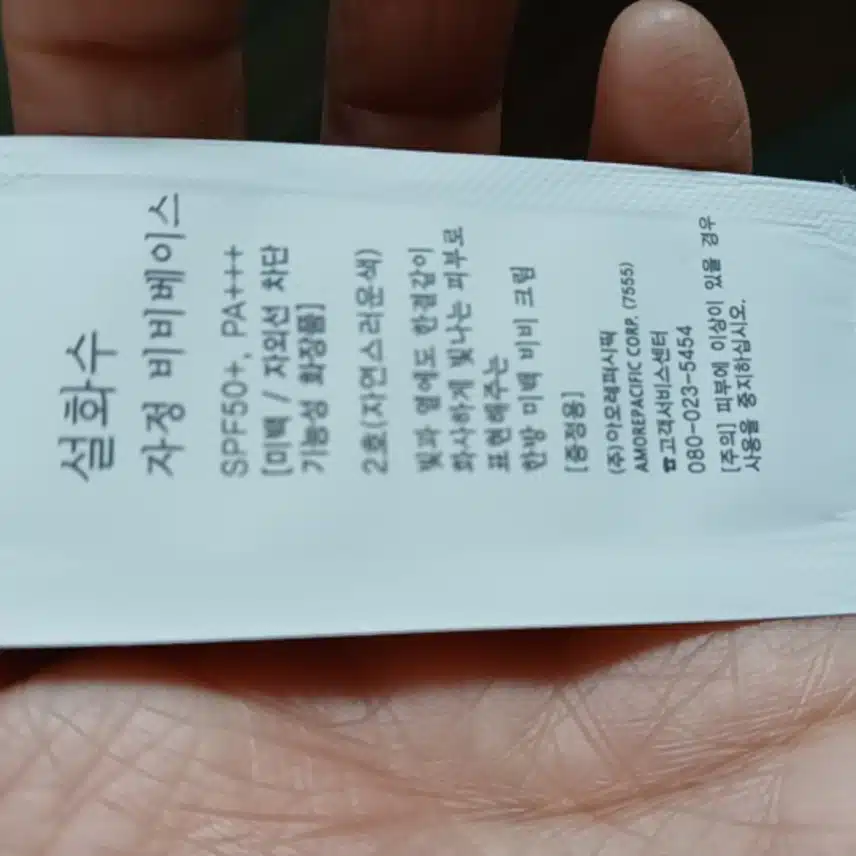 설화수
자정 비비베이스
SPF50+, PA+++
[미백 / 자외선 차단
기능성 화장품]
2호(자연스러운색)
빛과 열에도 한결같이
화사하게 빛나는 피부로
표현해주는
한방 미백 비비 크림
[증정용]
(주)아모레퍼시픽
AMOREPACIFIC CORP. (7555)
☎고객서비스센터
080-023-5454
[주의] 피부에 이상이 있을 경우
사용을 중지하십시오.